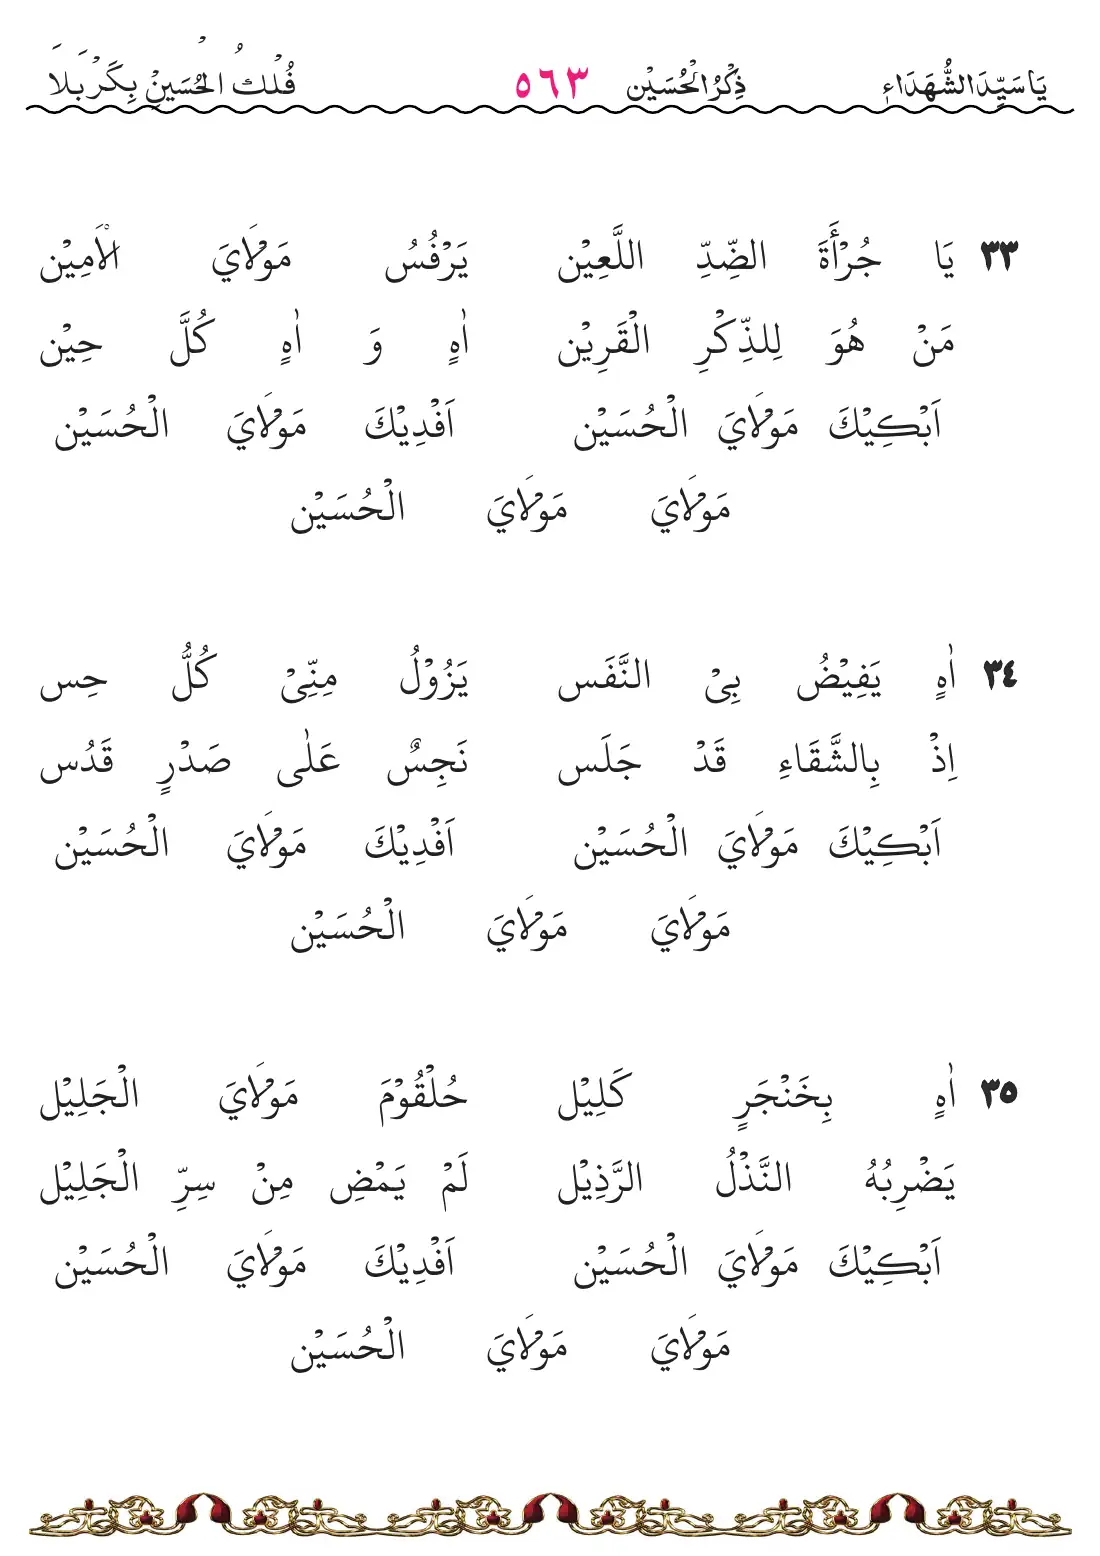 يَا سَيِّدَ الشُّهَدَاءِ ذِكْرُ الْحُسَيْن ٥٦٣ فُلْكُ الْحُسَيْنْ بِكَرْبَلَا
٣٣ يَا جُرْأَةَ الضِّدِّ اللَّعِيْن يَرْفُسُ مَوْلَايَ الْاَمِيْن
مَنْ هُوَ لِلذِّكْرِ الْقَرِيْن اٰهٍ وَ اٰهٍ كُلَّ حِيْن
اَبْكِيْكَ مَوْلَايَ الْحُسَيْن اَفْدِيْكَ مَوْلَايَ الْحُسَيْن
مَوْلَايَ مَوْلَايَ الْحُسَيْن
٣٤ اٰهٍ يَفِيْضُ بِيْ النَّفَس يَزُوْلُ مِنِّيْ كُلُّ حِس
اِذْ بِالشَّقَاءِ قَدْ جَلَس نَجِسٌ عَلٰى صَدْرٍ قَدُس
اَبْكِيْكَ مَوْلَايَ الْحُسَيْن اَفْدِيْكَ مَوْلَايَ الْحُسَيْن
مَوْلَايَ مَوْلَايَ الْحُسَيْن
٣٥ اٰهٍ بِخَنْجَرٍ كَلِيْل حُلْقُوْمَ مَوْلَايَ الْجَلِيْل
يَضْرِبُهُ النَّذْلُ الرَّذِيْل لَمْ يَمْضِ مِنْ سِرِّ الْجَلِيْل
اَبْكِيْكَ مَوْلَايَ الْحُسَيْن اَفْدِيْكَ مَوْلَايَ الْحُسَيْن
مَوْلَايَ مَوْلَايَ الْحُسَيْن